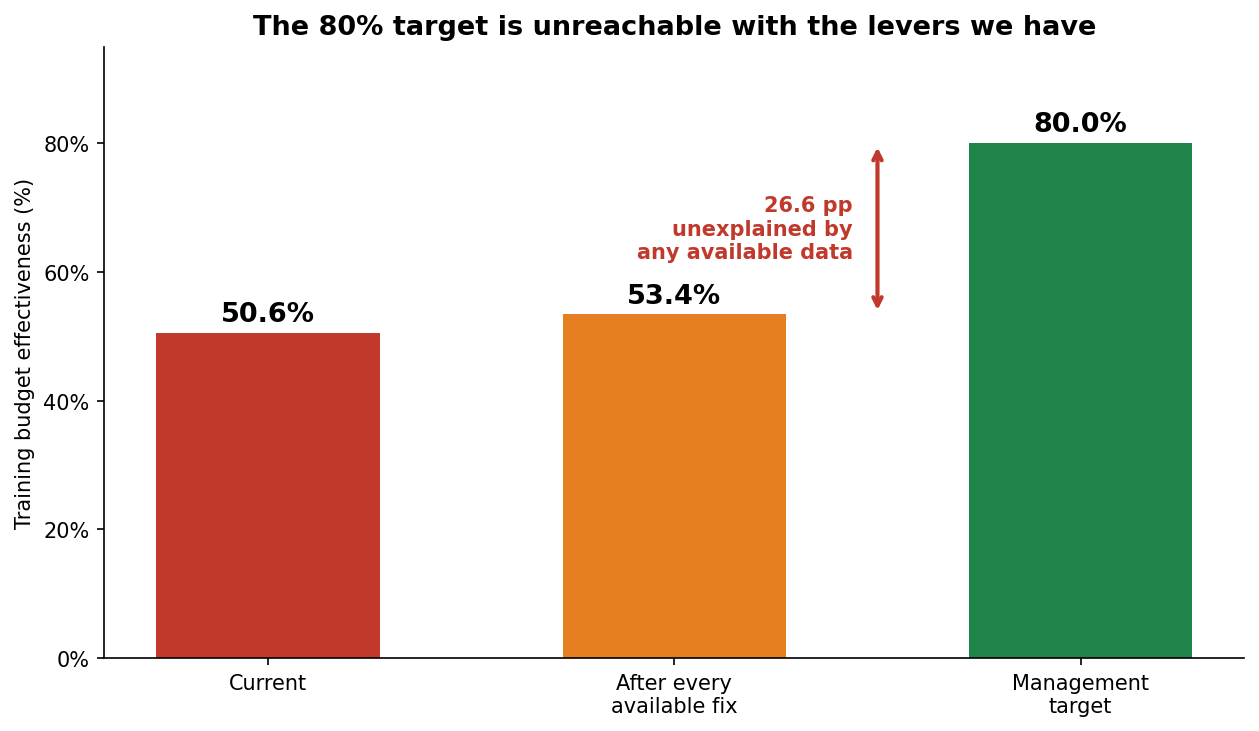 The 80% target is unreachable with the levers we have
Training budget effectiveness (%)
80%
60%
40%
20%
0%
50.6%
53.4%
80.0%
26.6 pp
unexplained by
any available data
Current
After every
available fix
Management
target